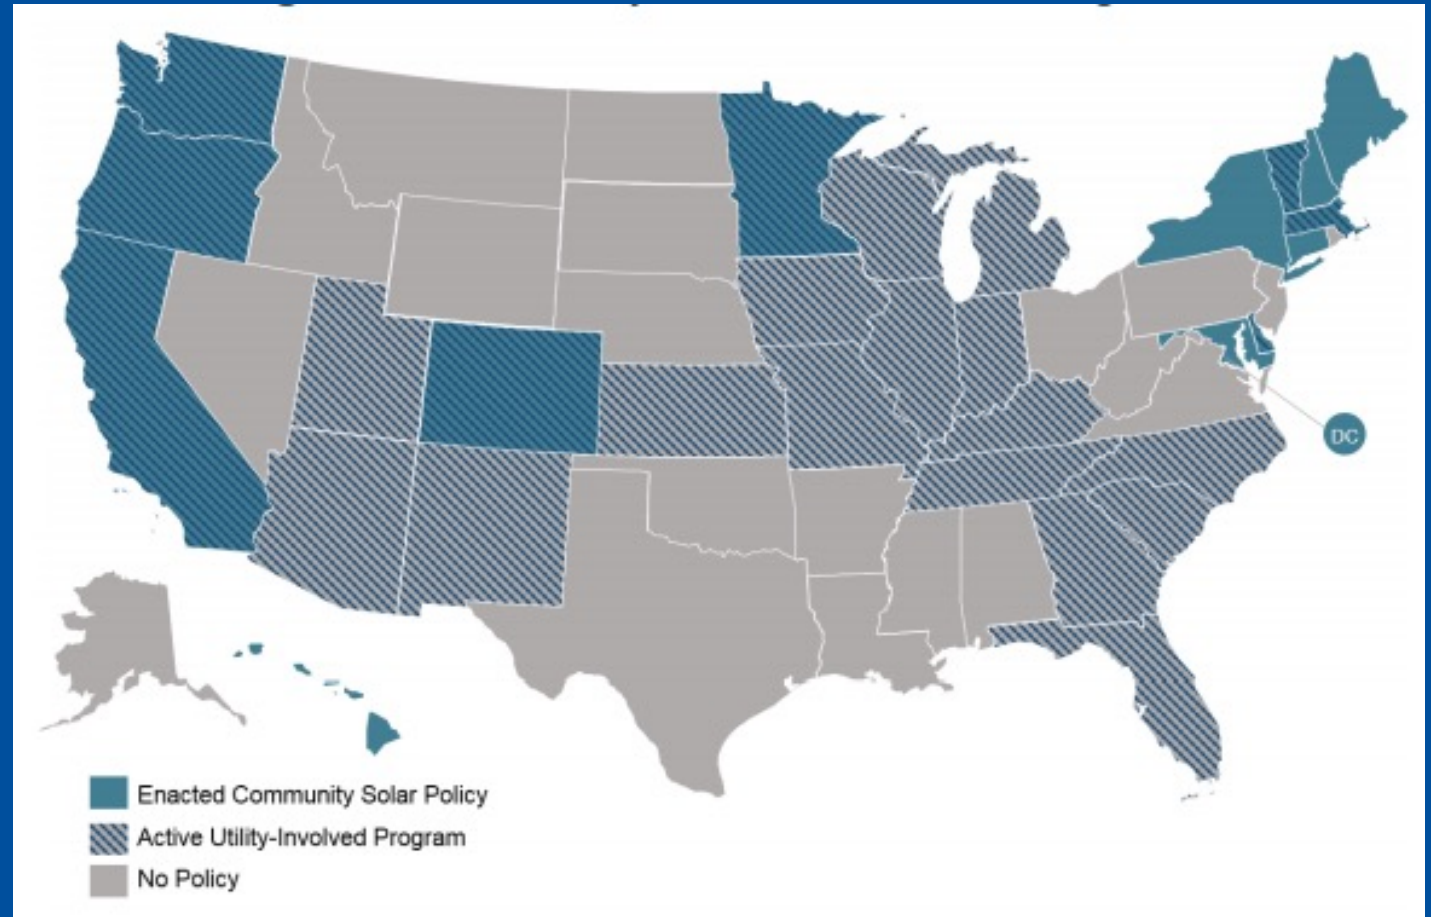 DC
Enacted Community Solar Policy
Active Utility-Involved Program
No Policy